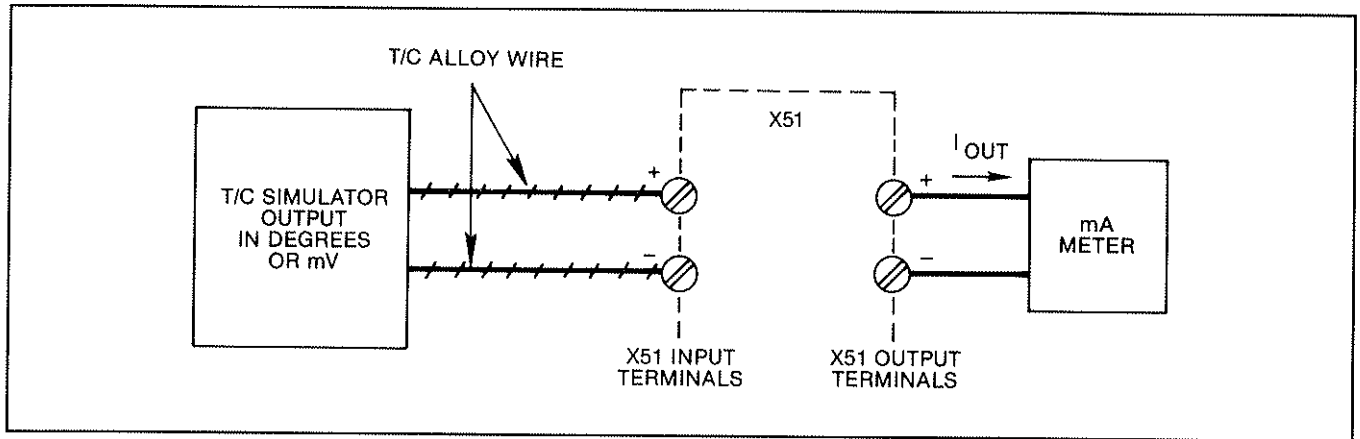 T/C ALLOY WIRE
T/C SIMULATOR
OUTPUT
IN DEGREES
OR mV
+
−
X51
+
−
I OUT
mA
METER
X51 INPUT
TERMINALS
X51 OUTPUT
TERMINALS